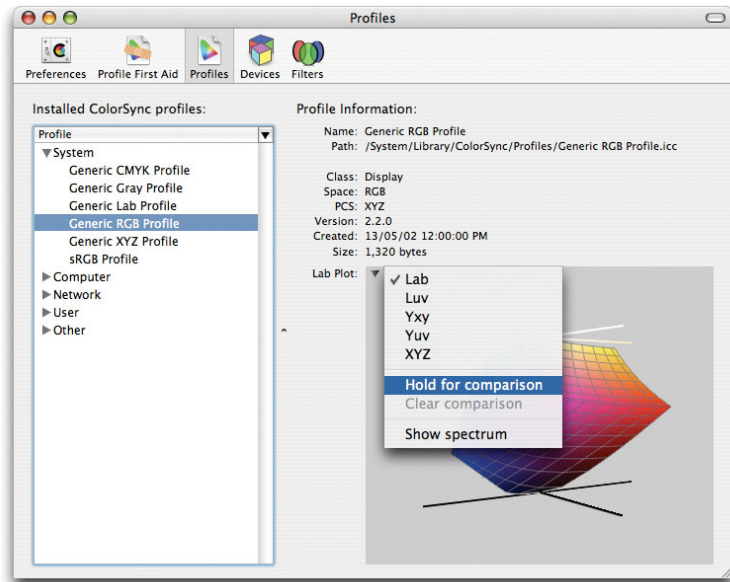 Profiles
Preferences Profile First Aid Profiles Devices Filters
Installed ColorSync profiles:
Profile
System
Generic CMYK Profile
Generic Gray Profile
Generic Lab Profile
Generic RGB Profile
Generic XYZ Profile
sRGB Profile
Computer
Network
User
Other
Profile Information:
Name: Generic RGB Profile
Path: /System/Library/ColorSync/Profiles/Generic RGB Profile.icc
Class: Display
Space: RGB
PCS: XYZ
Version: 2.2.0
Created: 13/05/02 12:00:00 PM
Size: 1,320 bytes
Lab Plot:
Lab
Luv
Yxy
Yuv
XYZ
Hold for comparison
Clear comparison
Show spectrum